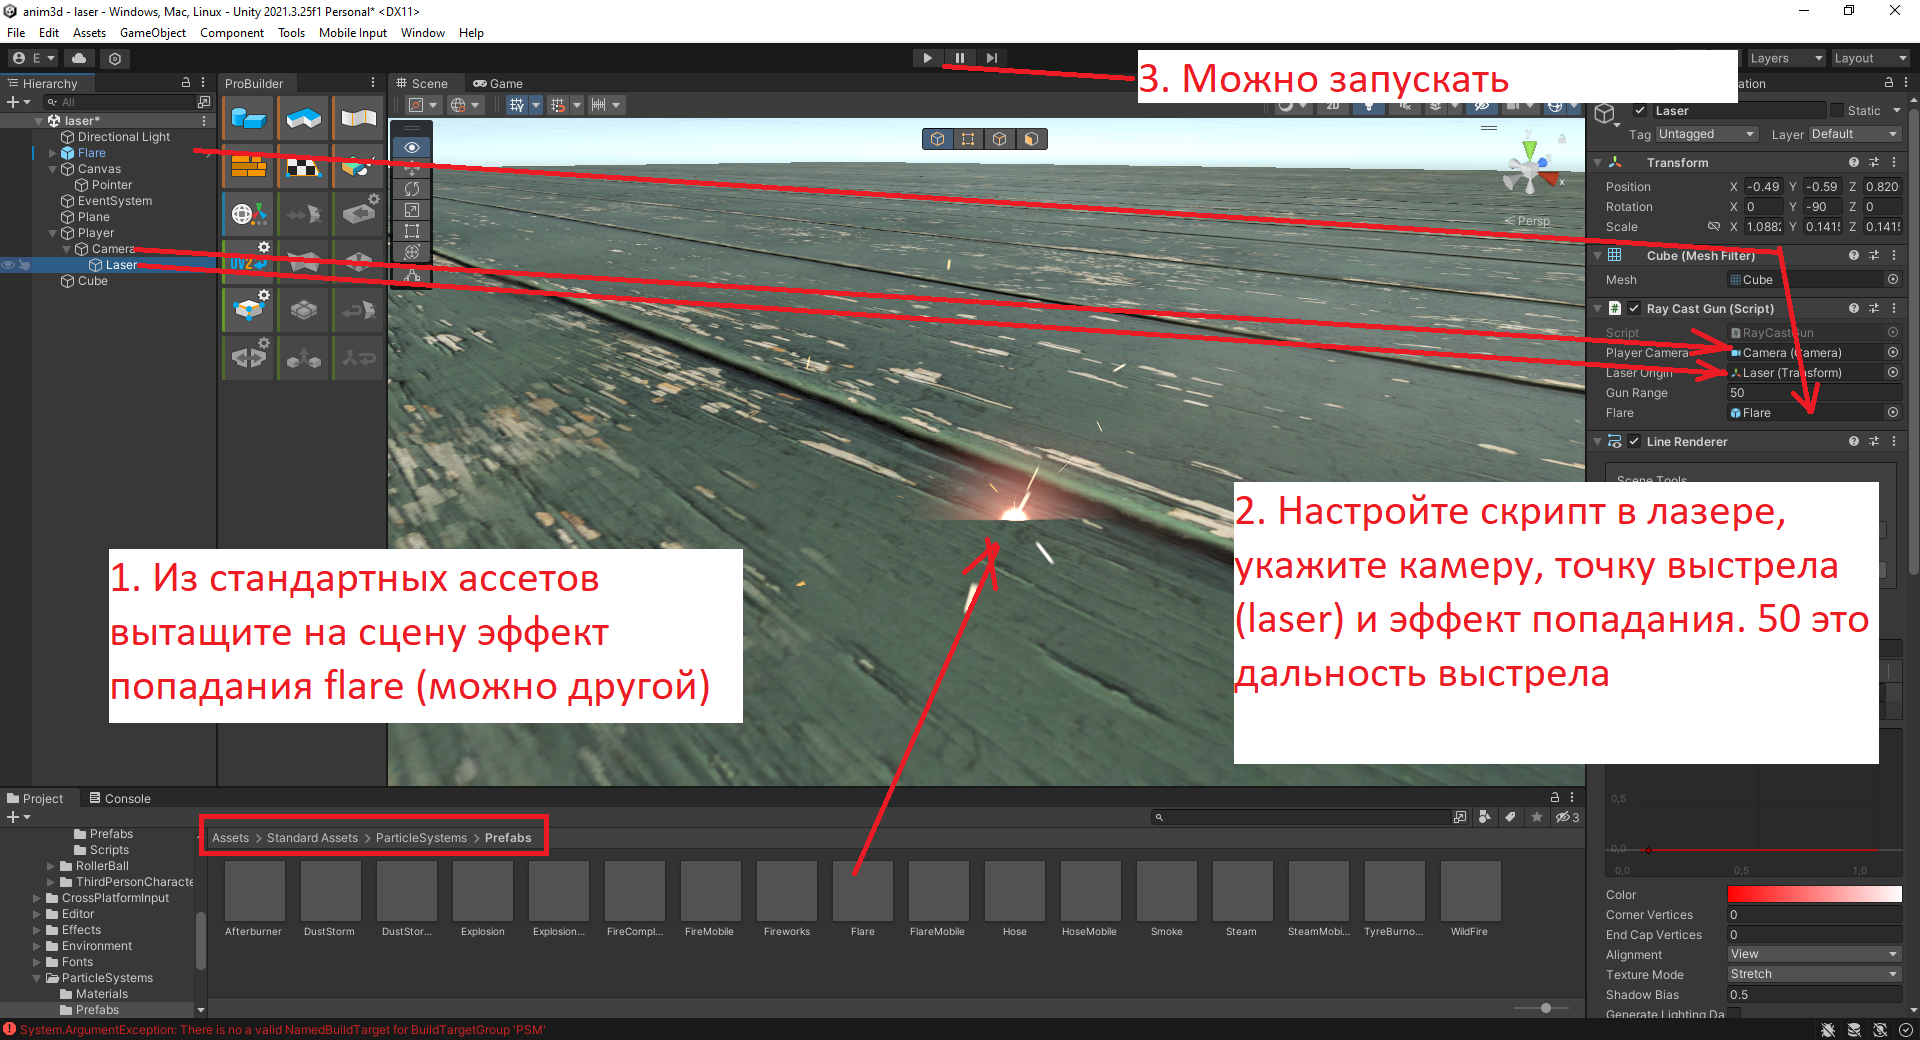 anim3d - laser - Windows, Mac, Linux - Unity 2021.3.25f1 Personal* <DX11>
File Edit Assets GameObject Component Tools Mobile Input Window Help
E
Layers
Layout
3. Можно запускать
Hierarchy
All
laser*
Directional Light
Flare
Canvas
Pointer
EventSystem
Plane
Player
Camera
Laser
Cube
ProBuilder
UV2
Scene
Game
2D
Y
x
Persp
1. Из стандартных ассетов
вытащите на сцену эффект
попадания flare (можно другой)
2. Настройте скрипт в лазере,
укажите камеру, точку выстрела
(laser) и эффект попадания. 50 это
дальность выстрела
ation
Laser
Static
Tag Untagged
Layer Default
Transform
Position X -0.49 Y -0.59 Z 0.820
Rotation X 0 Y -90 Z 0
Scale X 1.088 Y 0.141 Z 0.141
Cube (Mesh Filter)
Mesh Cube
Ray Cast Gun (Script)
Script RayCastGun
Player Camera Camera (Camera)
Laser Origin Laser (Transform)
Gun Range 50
Flare Flare
Line Renderer
Scene Tools
0,5
0,0
0,0 0,5 1,0
Color
Corner Vertices 0
End Cap Vertices 0
Alignment View
Texture Mode Stretch
Shadow Bias 0.5
Generate Lighting Da
Project
Console
3
Prefabs
Scripts
RollerBall
ThirdPersonCharacte
CrossPlatformInput
Editor
Effects
Environment
Fonts
ParticleSystems
Materials
Prefabs
Assets > Standard Assets > ParticleSystems > Prefabs
Afterburner DustStorm DustStor... Explosion Explosion... FireCompl... FireMobile Fireworks Flare FlareMobile Hose HoseMobile Smoke Steam SteamMobi... TyreBurno... WildFire
System.ArgumentException: There is no a valid NamedBuildTarget for BuildTargetGroup 'PSM'